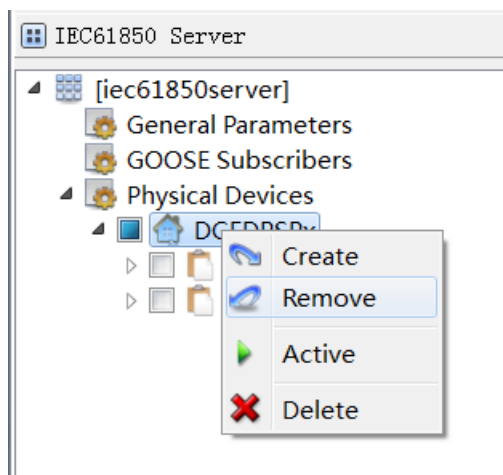 IEC61850 Server
[iec61850server]
General Parameters
GOOSE Subscribers
Physical Devices
Create
Remove
Active
Delete